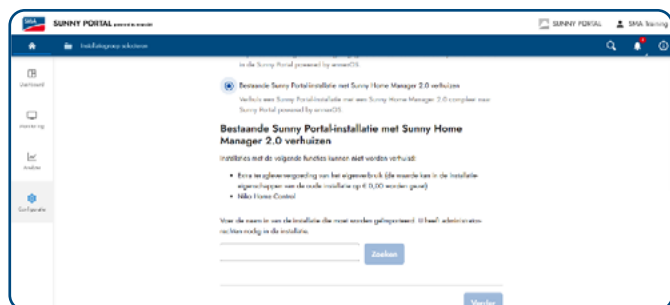 SMA
SUNNY PORTAL powered by ennexOS
SUNNY PORTAL
SMA Training
Installatiegroep selecteren
in de Sunny Portal powered by ennexOS.
Dashboard
Bestaande Sunny Portal-installatie met Sunny Home Manager 2.0 verhuizen
Verhuis een Sunny Portal-installatie met een Sunny Home Manager 2.0 compleet naar
Sunny Portal powered by ennexOS.
Monitoring
Bestaande Sunny Portal-installatie met Sunny Home
Manager 2.0 verhuizen
Installaties met de volgende functies kunnen niet worden verhuisd:
Analyse
Extra terugleververgoeding van het eigenverbruik (de waarde kan in de installatie-
eigenschappen van de oude installatie op € 0,00 worden gezet)
Niko Home Control
Configuratie
Voer de naam in van de installatie die moet worden geïmporteerd. U heeft administrator-
rechten nodig in de installatie.
Zoeken
Verder